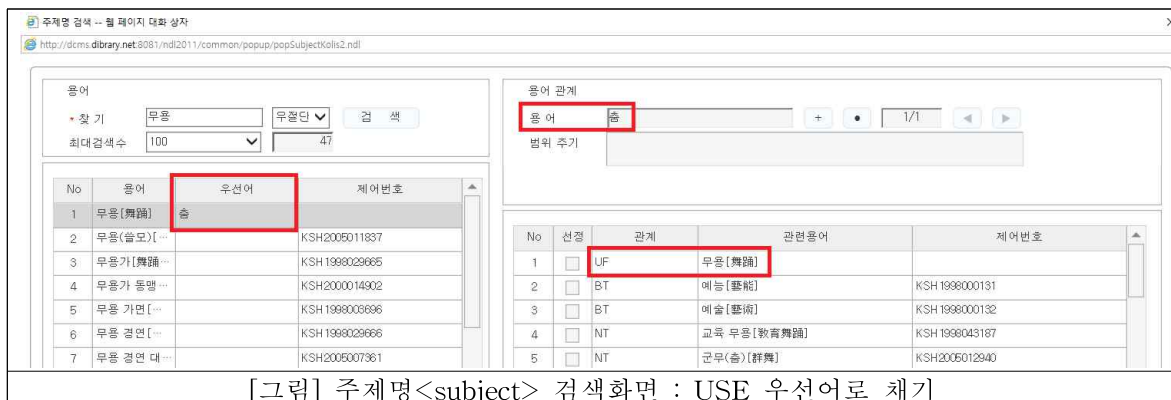 주제명 검색 -- 웹 페이지 대화 상자
http://dcms.dibrary.net:8081/ndl2011/common/popup/popSubjectKolis2.ndl
용어
* 찾 기 무용 우절단 검 색
최대검색수 100 47
No 용어 우선어 제어번호
1 무용[舞踊] 춤
2 무용(쓸모)[… KSH2005011837
3 무용가[舞踊… KSH1998029665
4 무용가 동맹… KSH2000014902
5 무용 가면[… KSH1998003696
6 무용 경연[… KSH1998029666
7 무용 경연 대… KSH2005007361
용어 관계
용 어 춤 + ● 1/1
범위 주기
No 선정 관계 관련용어 제어번호
1 UF 무용[舞踊]
2 BT 예능[藝能] KSH1998000131
3 BT 예술[藝術] KSH1998000132
4 NT 교육 무용[敎育舞踊] KSH1998043187
5 NT 군무(춤)[群舞] KSH2005012940
[그림] 주제명<subject> 검색화면 : USE 우선어로 채기